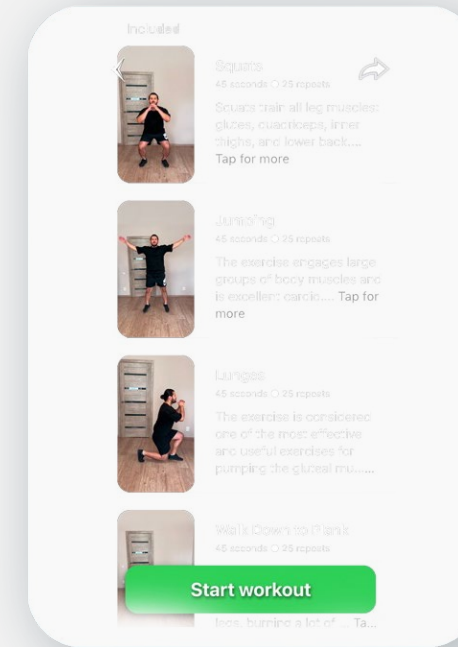 Included
Squats
45 seconds 25 repeats
Squats train all leg muscles:
glutes, quadriceps, inner
thighs, and lower back....
Tap for more
Jumping
45 seconds 25 repeats
The exercise engages large
groups of body muscles and
is excellent cardio.... Tap for
more
Lunges
45 seconds 25 repeats
The exercise is considered
one of the most effective
and useful exercises for
pumping the gluteal mu......
Walk Down to Plank
45 seconds 25 repeats
Start workout
legs, burning a lot of ... Ta...